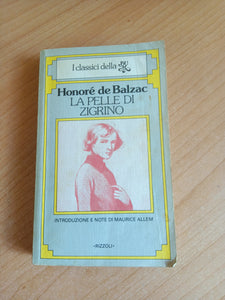 I classici della
Honoré de Balzac
LA PELLE DI
ZIGRINO
INTRODUZIONE E NOTE DI MAURICE ALLEM
«RIZZOLI»